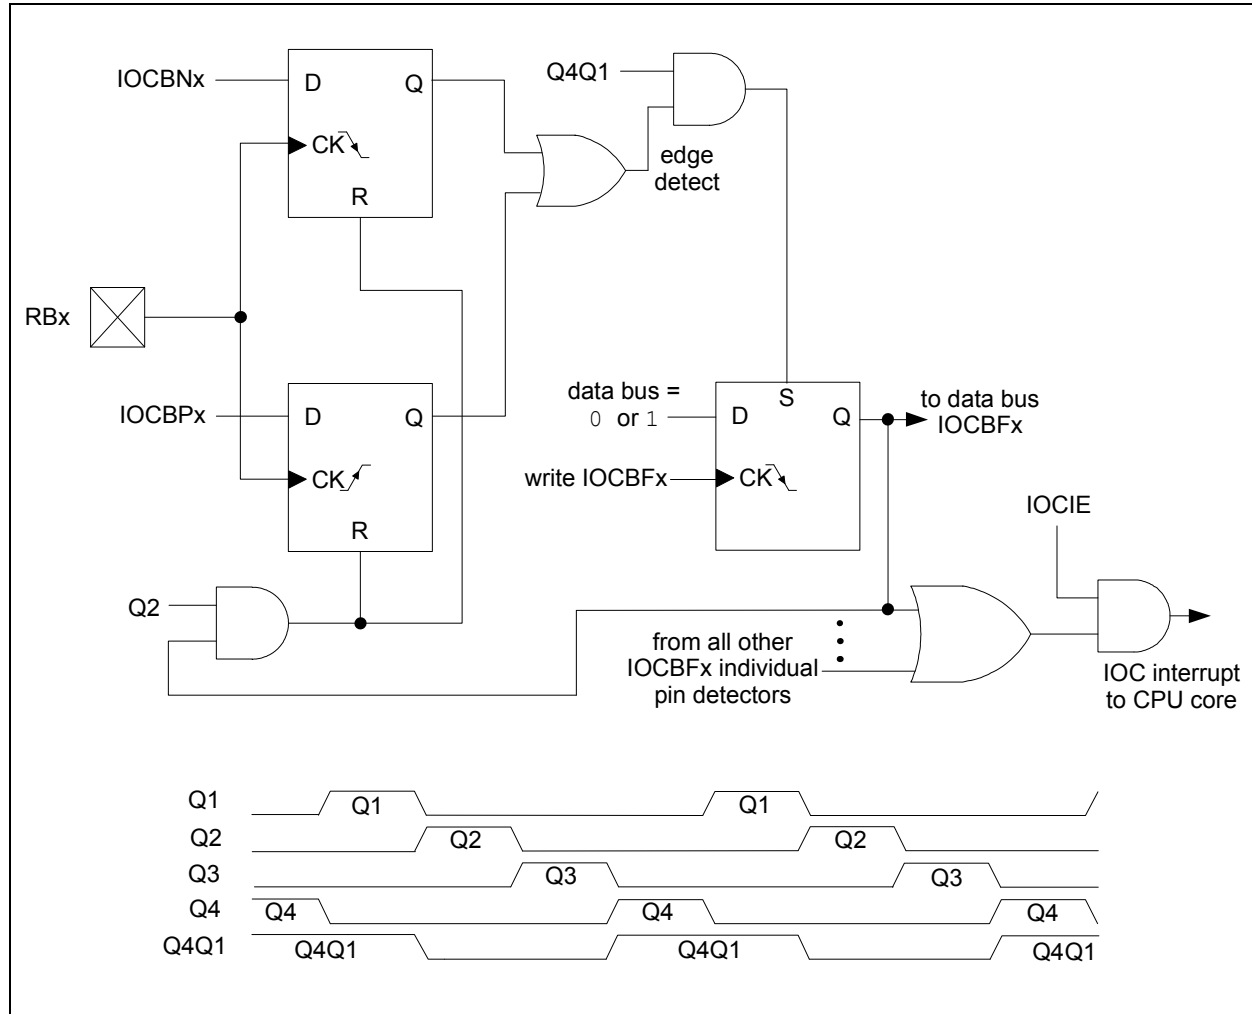 IOCBNx
D
Q
CK
R
Q4Q1
edge
detect
RBx
IOCBPx
D
Q
CK
R
data bus =
0 or 1
D
S
Q
to data bus
IOCBFx
write IOCBFx
CK
IOCIE
Q2
from all other
IOCBFx individual
pin detectors
IOC interrupt
to CPU core
Q1
Q1
Q1
Q2
Q2
Q2
Q3
Q3
Q3
Q4
Q4
Q4
Q4
Q4Q1
Q4Q1
Q4Q1
Q4Q1